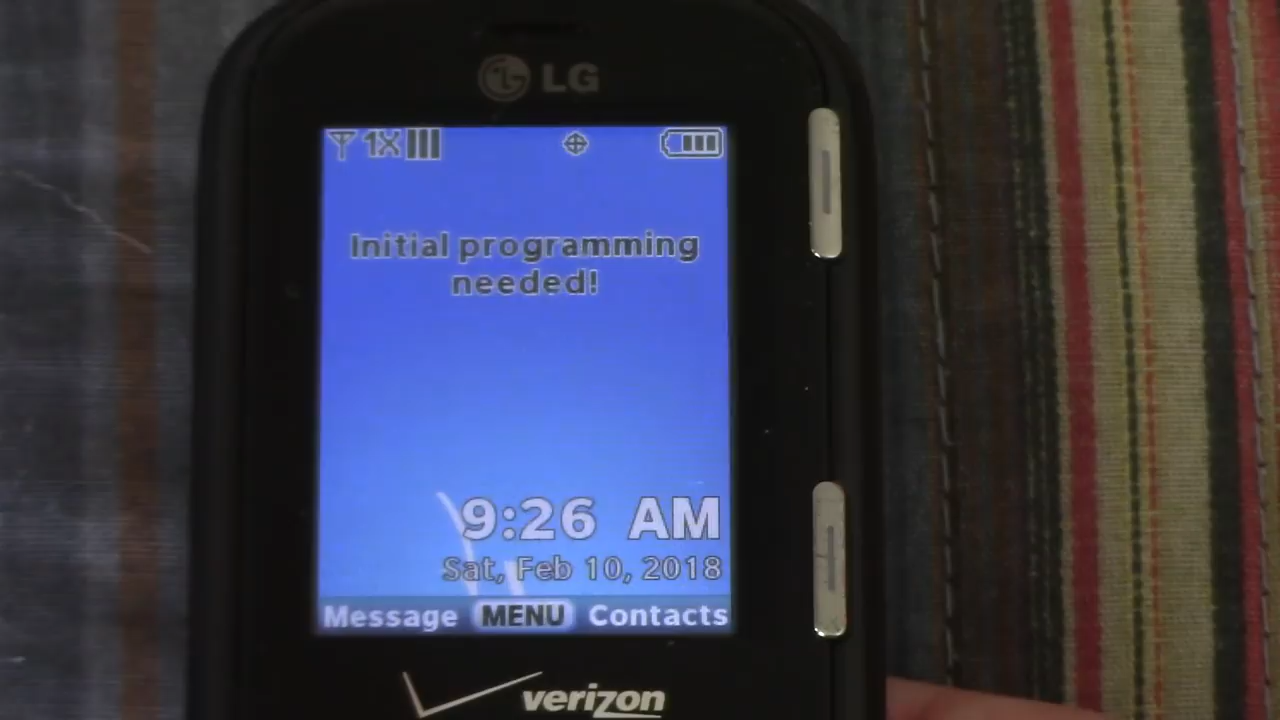 LG
1X
Initial programming
needed!
9:26 AM
Sat, Feb 10, 2018
Message MENU Contacts
verizon